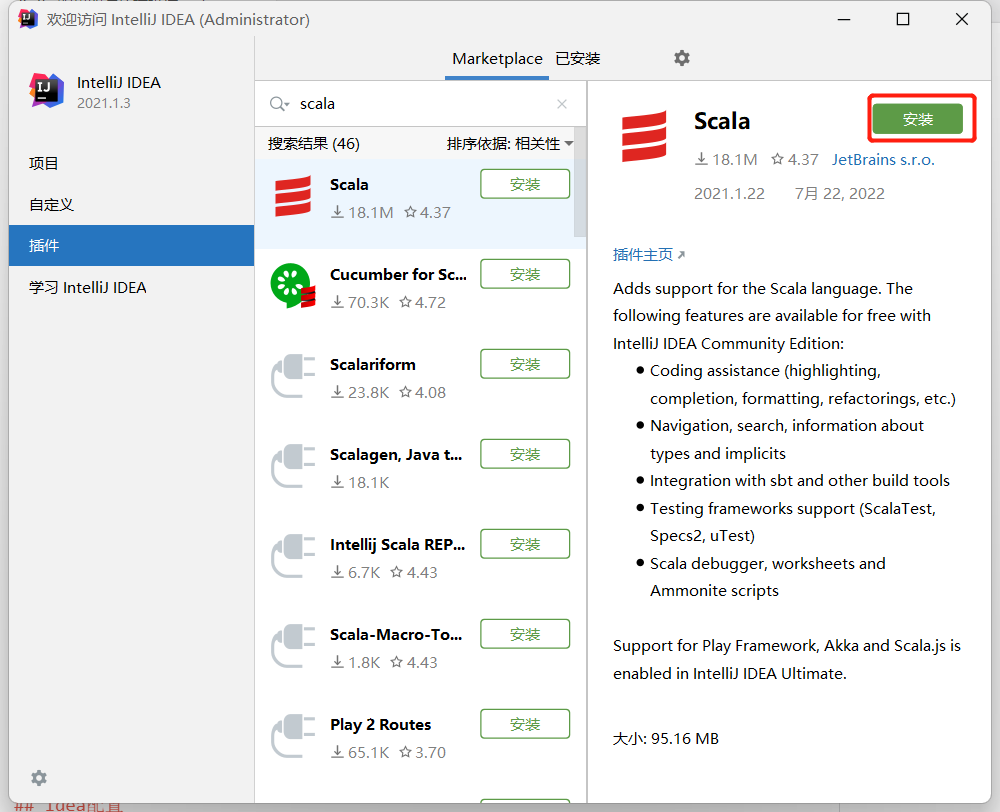 欢迎访问 IntelliJ IDEA (Administrator)
IntelliJ IDEA
2021.1.3
项目
自定义
插件
学习 IntelliJ IDEA
Marketplace 已安装
scala
搜索结果 (46) 排序依据: 相关性
Scala 安装
18.1M 4.37
Cucumber for Sc... 安装
70.3K 4.72
Scalariform 安装
23.8K 4.08
Scalagen, Java t... 安装
18.1K
Intellij Scala REP... 安装
6.7K 4.43
Scala-Macro-To... 安装
1.8K 4.43
Play 2 Routes 安装
65.1K 3.70
Scala 安装
18.1M 4.37 JetBrains s.r.o.
2021.1.22 7月 22, 2022
插件主页
Adds support for the Scala language. The
following features are available for free with
IntelliJ IDEA Community Edition:
● Coding assistance (highlighting,
completion, formatting, refactorings, etc.)
● Navigation, search, information about
types and implicits
● Integration with sbt and other build tools
● Testing frameworks support (ScalaTest,
Specs2, uTest)
● Scala debugger, worksheets and
Ammonite scripts
Support for Play Framework, Akka and Scala.js is
enabled in IntelliJ IDEA Ultimate.
大小: 95.16 MB
## Idea配置